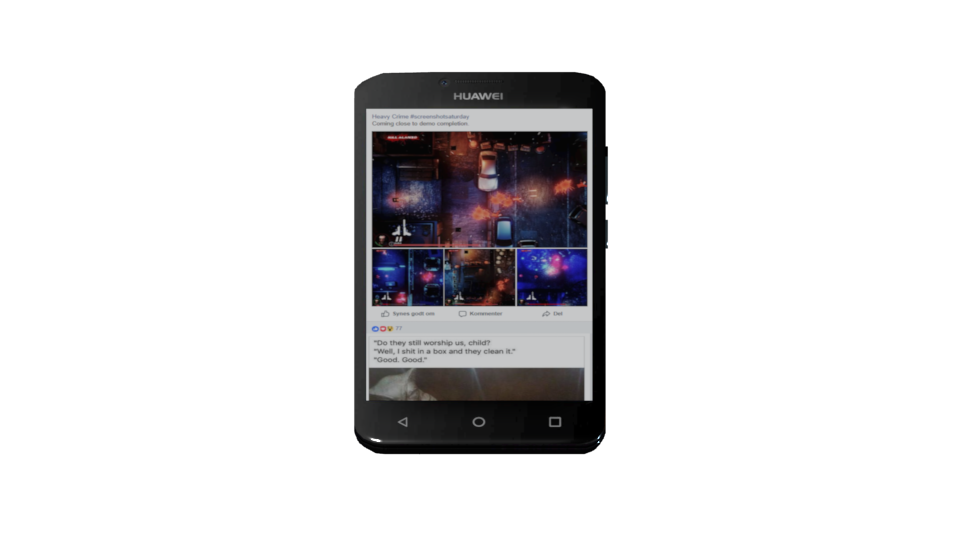 HUAWEI
Heavy Crime #screenshotsaturday
Coming close to demo completion.
Synes godt om
Kommenter
Del
77
"Do they still worship us, child?
"Well, I shit in a box and they clean it."
"Good. Good."